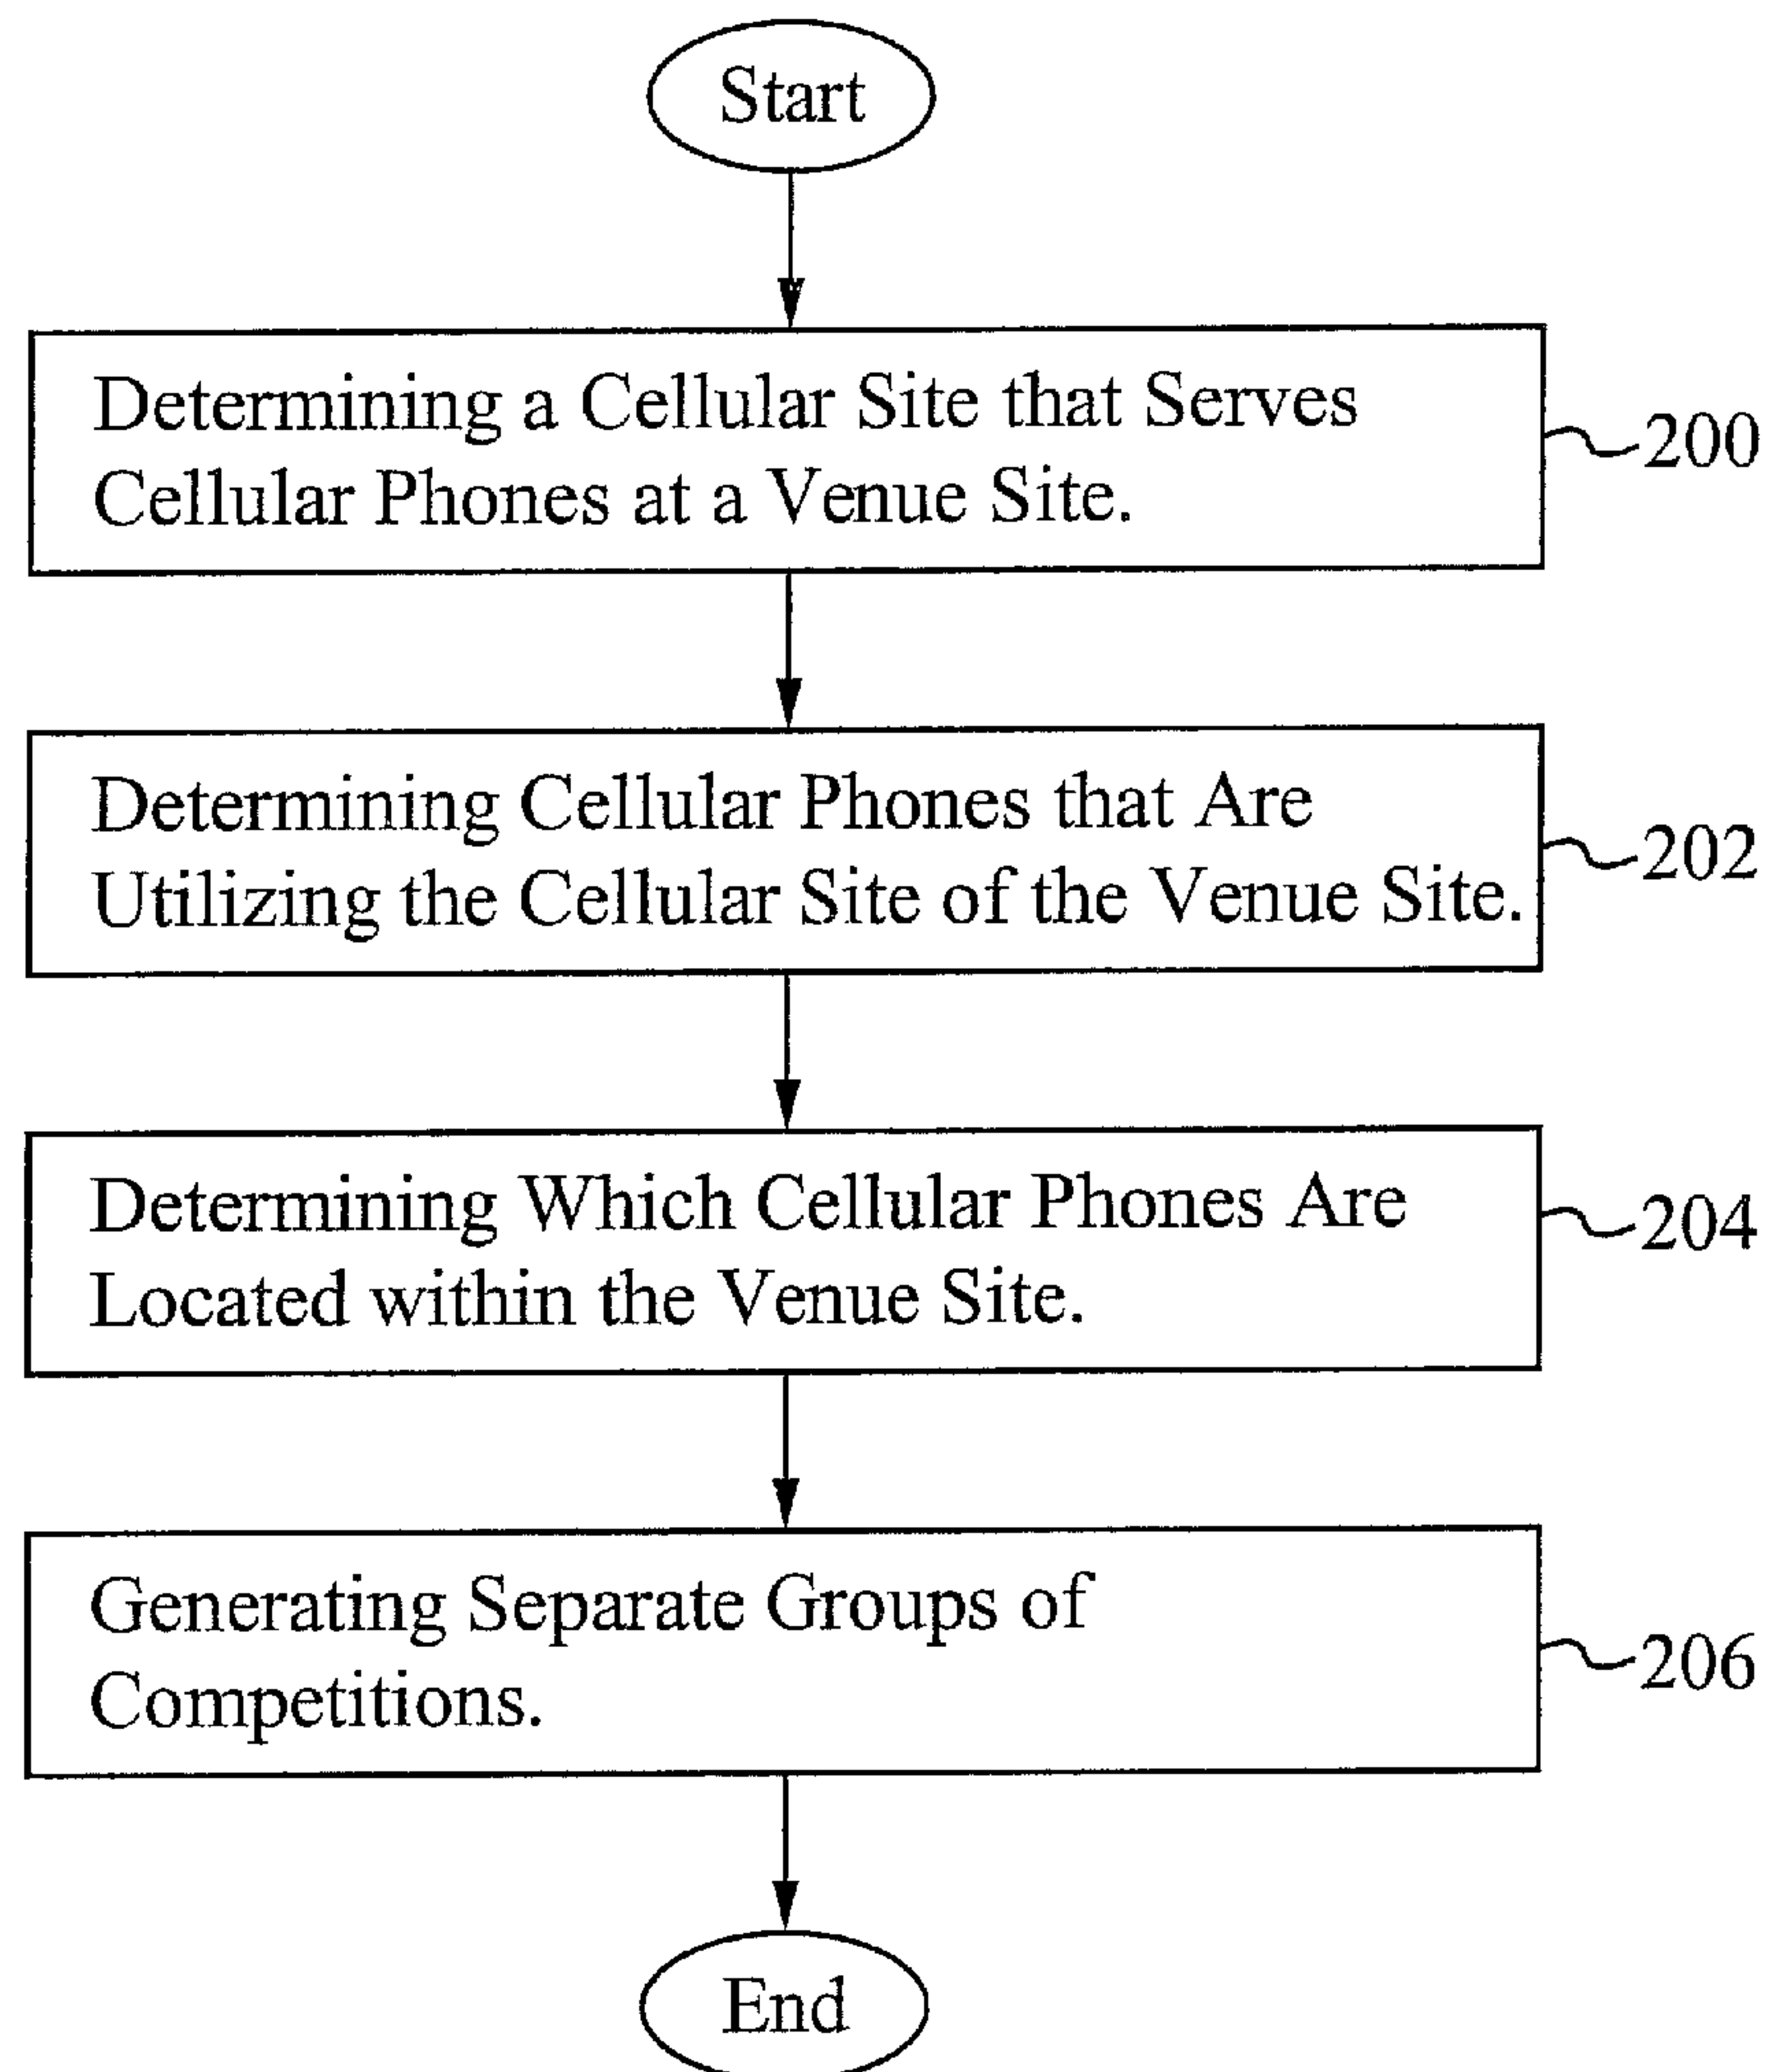 Start
Determining a Cellular Site that Serves
Cellular Phones at a Venue Site.
200
Determining Cellular Phones that Are
Utilizing the Cellular Site of the Venue Site.
202
Determining Which Cellular Phones Are
Located within the Venue Site.
204
Generating Separate Groups of
Competitions.
206
End